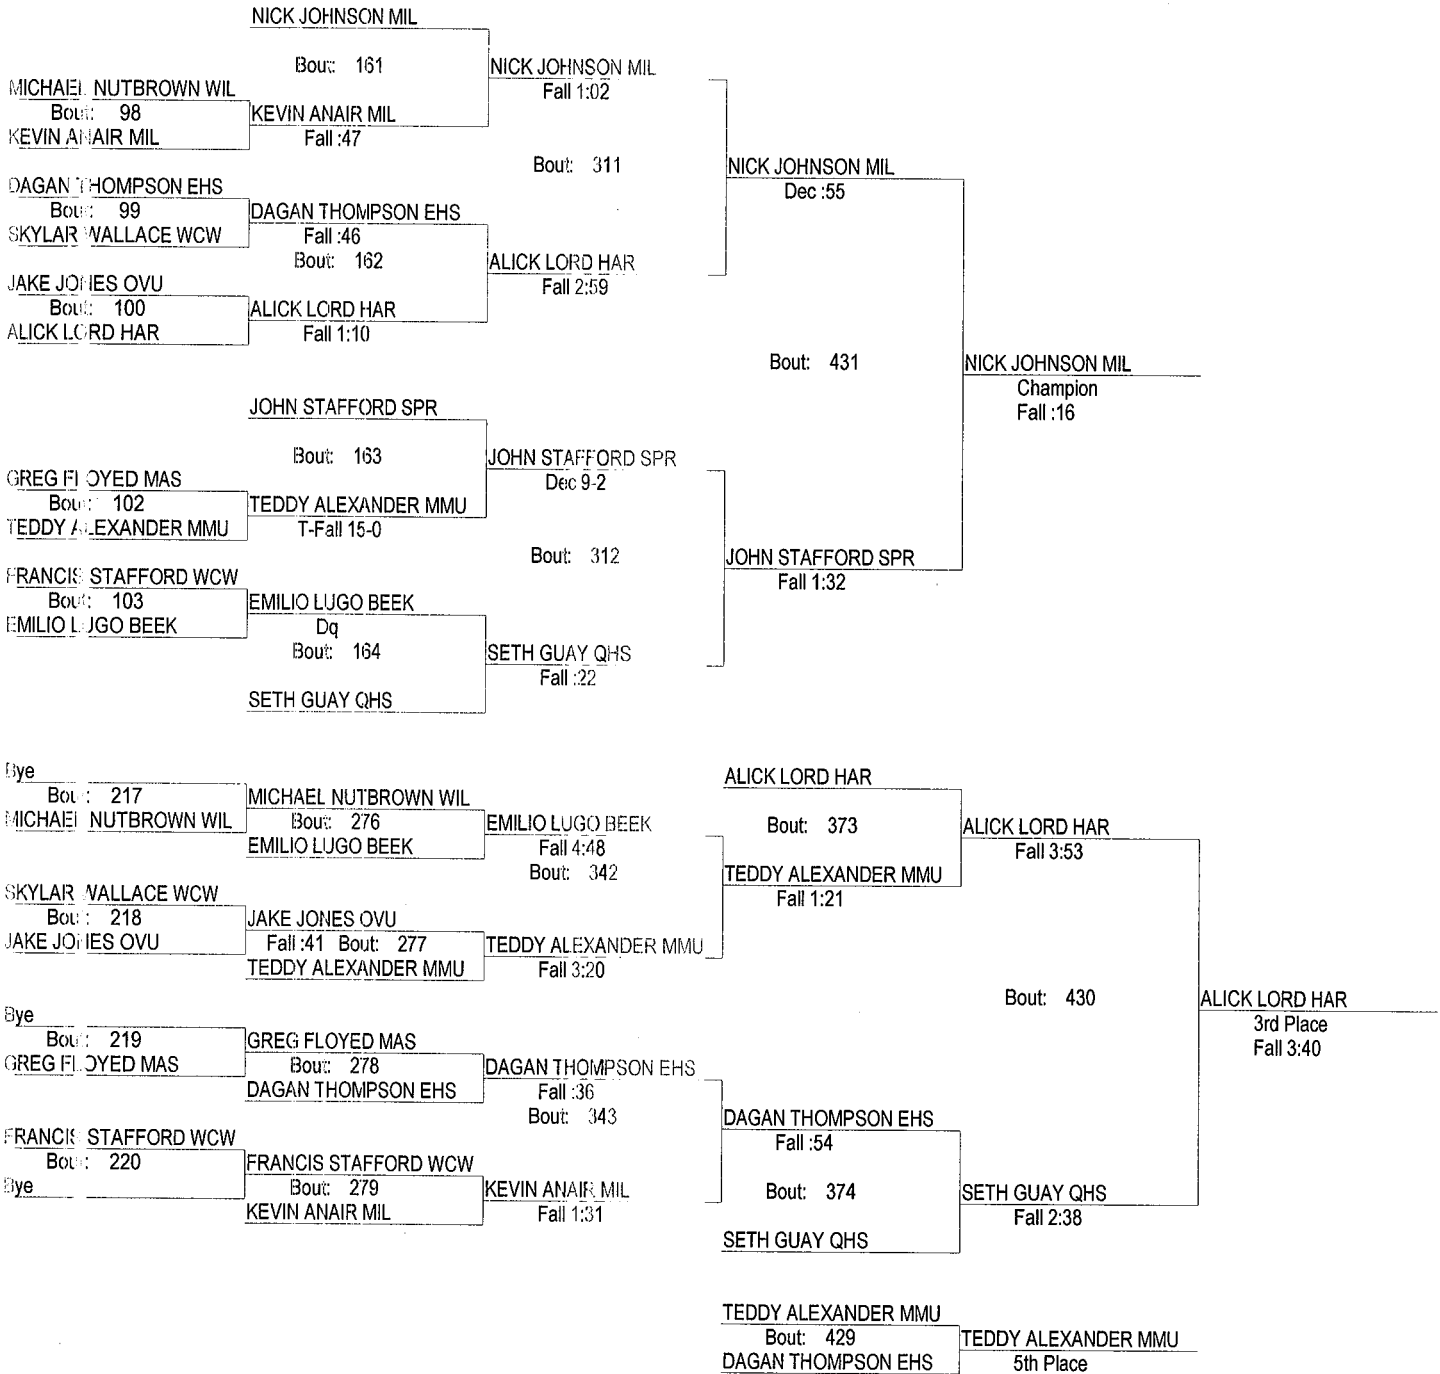 NICK JOHNSON MIL
Bout: 161
NICK JOHNSON MIL
Fall 1:02
MICHAEL NUTBROWN WIL
Bout: 98
KEVIN ANAIR MIL
KEVIN ANAIR MIL
Fall :47
Bout: 311
NICK JOHNSON MIL
Dec :55
DAGAN THOMPSON EHS
Bout: 99
SKYLAR WALLACE WCW
DAGAN THOMPSON EHS
Fall :46
Bout: 162
ALICK LORD HAR
Fall 2:59
JAKE JONES OVU
Bout: 100
ALICK LORD HAR
ALICK LORD HAR
Fall 1:10
Bout: 431
NICK JOHNSON MIL
Champion
Fall :16
JOHN STAFFORD SPR
Bout: 163
JOHN STAFFORD SPR
Dec 9-2
GREG FLOYED MAS
Bout: 102
TEDDY ALEXANDER MMU
TEDDY ALEXANDER MMU
T-Fall 15-0
Bout: 312
JOHN STAFFORD SPR
Fall 1:32
FRANCIS STAFFORD WCW
Bout: 103
EMILIO LUGO BEEK
EMILIO LUGO BEEK
Dq
Bout: 164
SETH GUAY QHS
Fall :22
SETH GUAY QHS
Bye
Bout: 217
MICHAEL NUTBROWN WIL
MICHAEL NUTBROWN WIL
Bout: 276
EMILIO LUGO BEEK
EMILIO LUGO BEEK
Fall 4:48
Bout: 342
ALICK LORD HAR
Bout: 373
TEDDY ALEXANDER MMU
Fall 1:21
ALICK LORD HAR
Fall 3:53
SKYLAR WALLACE WCW
Bout: 218
JAKE JONES OVU
JAKE JONES OVU
Fall :41 Bout: 277
TEDDY ALEXANDER MMU
TEDDY ALEXANDER MMU
Fall 3:20
Bout: 430
ALICK LORD HAR
3rd Place
Fall 3:40
Bye
Bout: 219
GREG FLOYED MAS
GREG FLOYED MAS
Bout: 278
DAGAN THOMPSON EHS
DAGAN THOMPSON EHS
Fall :36
Bout: 343
DAGAN THOMPSON EHS
Fall :54
Bout: 374
SETH GUAY QHS
SETH GUAY QHS
Fall 2:38
FRANCIS STAFFORD WCW
Bout: 220
Bye
FRANCIS STAFFORD WCW
Bout: 279
KEVIN ANAIR MIL
KEVIN ANAIR MIL
Fall 1:31
TEDDY ALEXANDER MMU
Bout: 429
DAGAN THOMPSON EHS
TEDDY ALEXANDER MMU
5th Place